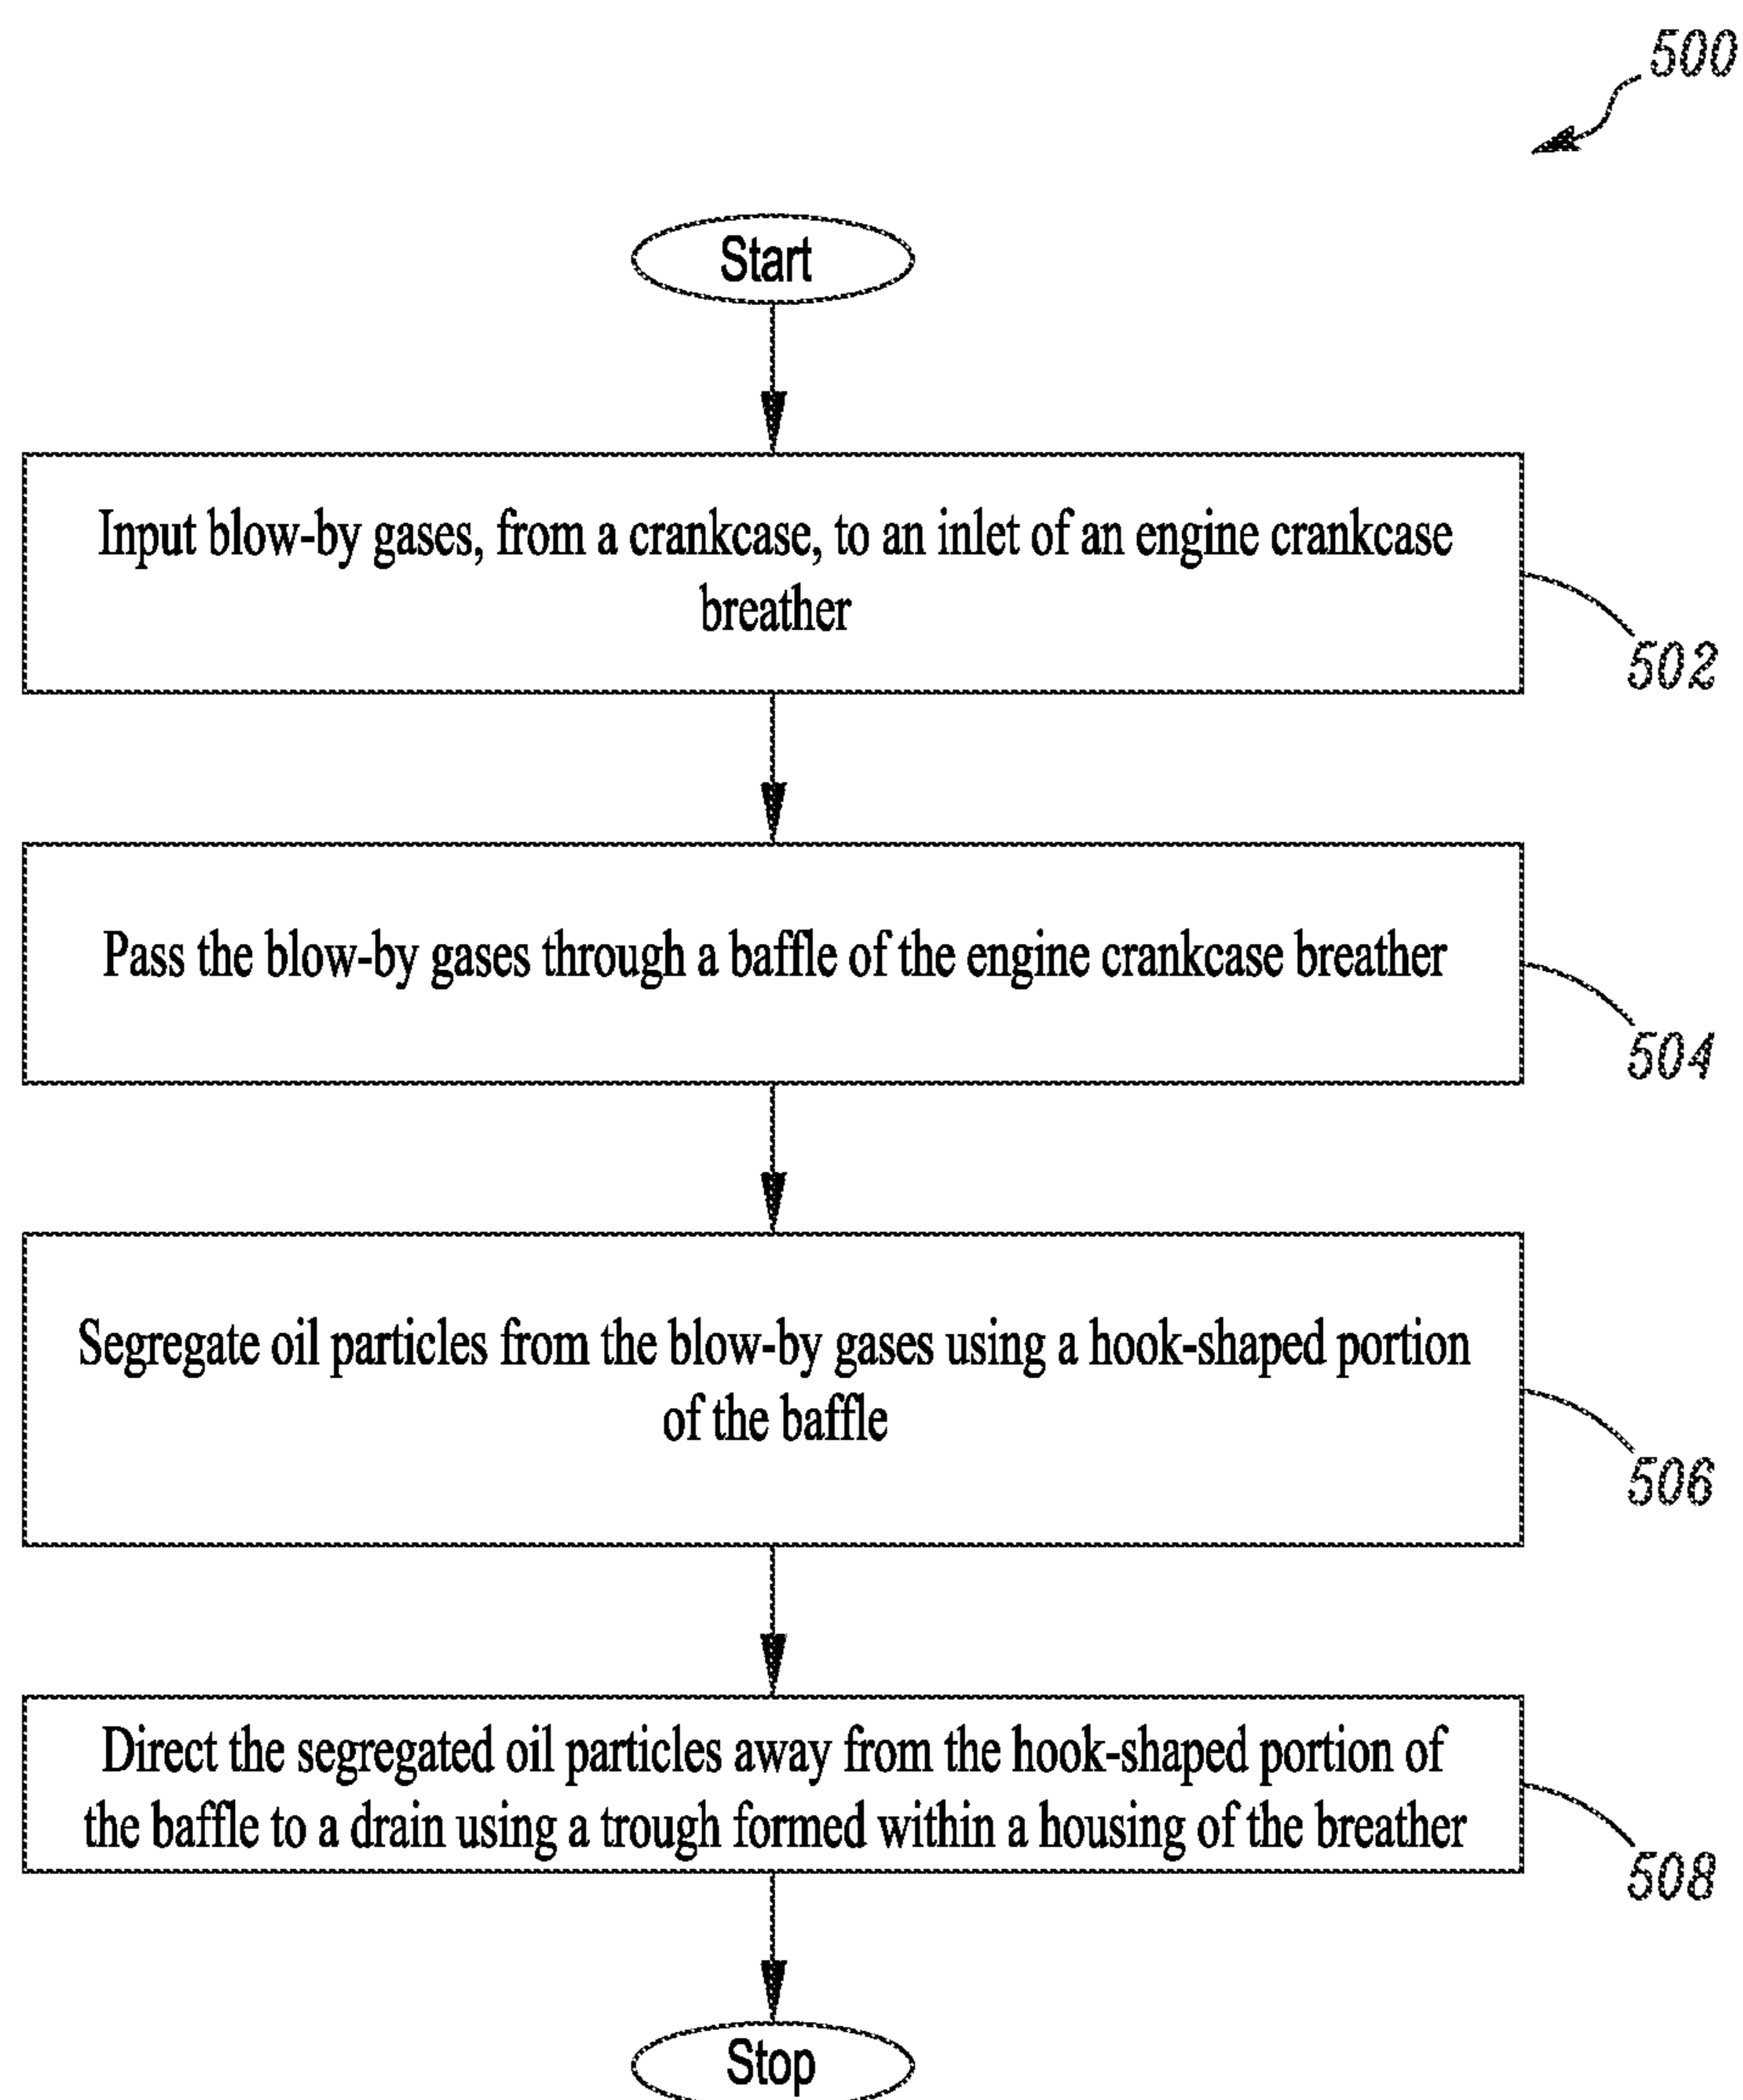 500
Start
Input blow-by gases, from a crankcase, to an inlet of an engine crankcase
breather
502
Pass the blow-by gases through a baffle of the engine crankcase breather
504
Segregate oil particles from the blow-by gases using a hook-shaped portion
of the baffle
506
Direct the segregated oil particles away from the hook-shaped portion of
the baffle to a drain using a trough formed within a housing of the breather
508
Stop